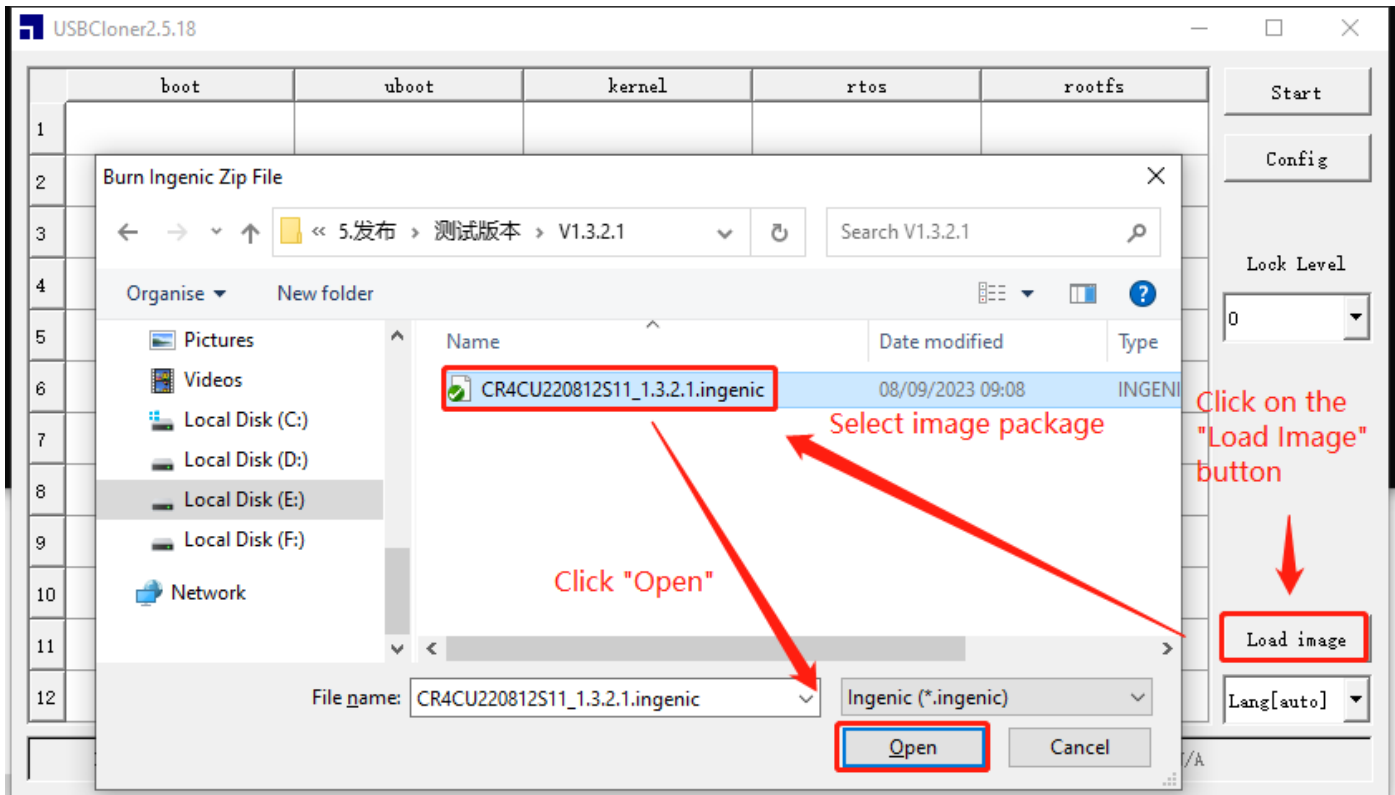 USBCloner2.5.18
boot uboot kernel rtos rootfs
Start
1
Config
2
Burn Ingenic Zip File
3
« 5.发布 › 测试版本 › V1.3.2.1
Search V1.3.2.1
Lock Level
4
Organise New folder
0
5
Pictures
Name Date modified Type
6
Videos
CR4CU220812S11_1.3.2.1.ingenic 08/09/2023 09:08 INGENI
Click on the
"Load Image"
button
Local Disk (C:)
Select image package
7
Local Disk (D:)
8
Local Disk (E:)
9
Local Disk (F:)
Click "Open"
10
Network
11
Load image
12
File name: CR4CU220812S11_1.3.2.1.ingenic Ingenic (*.ingenic)
Lang[auto]
Open Cancel
/A